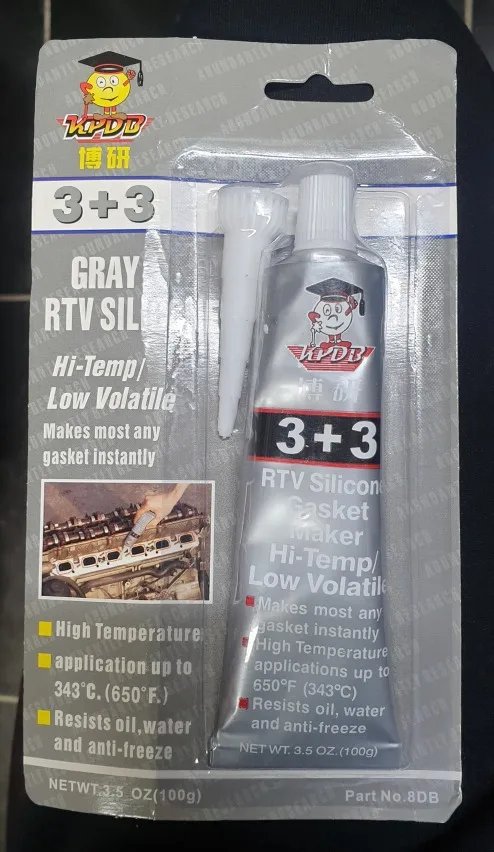 KPDB
博研
3+3
GRAY
RTV SIL
Hi-Temp/
Low Volatile
Makes most any
gasket instantly
High Temperature
application up to
343°C. (650°F.)
Resists oil, water
and anti-freeze
NETWT.3.5 OZ(100g)
Part No.8DB
KPDB
博研
3+3
RTV Silicone
Gasket
Maker
Hi-Temp/
Low Volatile
Makes most any
gasket instantly
High Temperature
applications up to
650°F (343°C)
Resists oil, water
and anti-freeze
NET WT. 3.5 OZ. (100g)